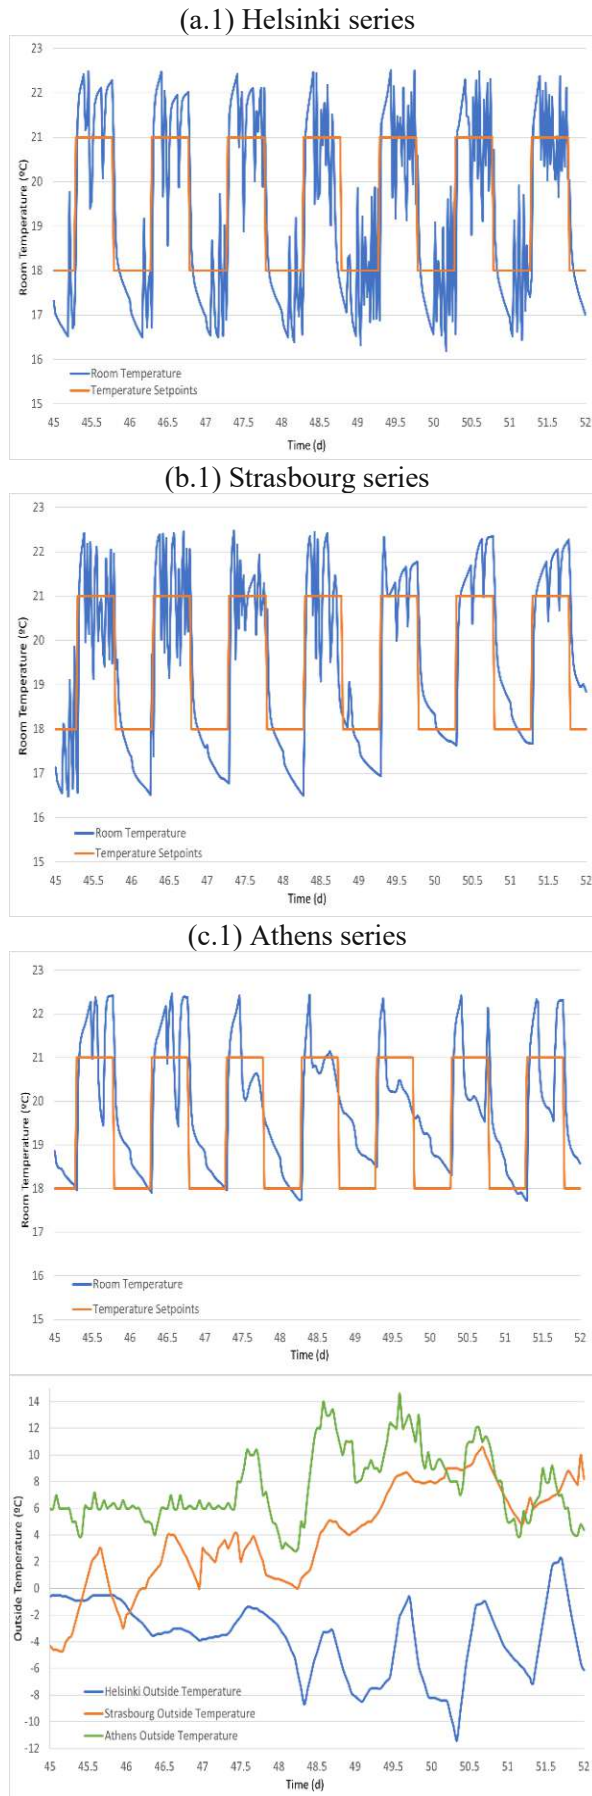 (a.1) Helsinki series
23
22
21
20
19
18
17
16
15
Room Temperature (ºC)
Room Temperature
Temperature Setpoints
45 45.5 46 46.5 47 47.5 48 48.5 49 49.5 50 50.5 51 51.5 52
Time (d)
(b.1) Strasbourg series
23
22
21
20
19
18
17
16
15
Room Temperature (ºC)
Room Temperature
Temperature Setpoints
45 45.5 46 46.5 47 47.5 48 48.5 49 49.5 50 50.5 51 51.5 52
Time (d)
(c.1) Athens series
23
22
21
20
19
18
17
16
15
Room Temperature (ºC)
Room Temperature
Temperature Setpoints
45 45.5 46 46.5 47 47.5 48 48.5 49 49.5 50 50.5 51 51.5 52
Time (d)
14
12
10
8
6
4
2
0
-2
-4
-6
-8
-10
-12
Outside Temperature (ºC)
Helsinki Outside Temperature
Strasbourg Outside Temperature
Athens Outside Temperature
45 45.5 46 46.5 47 47.5 48 48.5 49 49.5 50 50.5 51 51.5 52
Time (d)